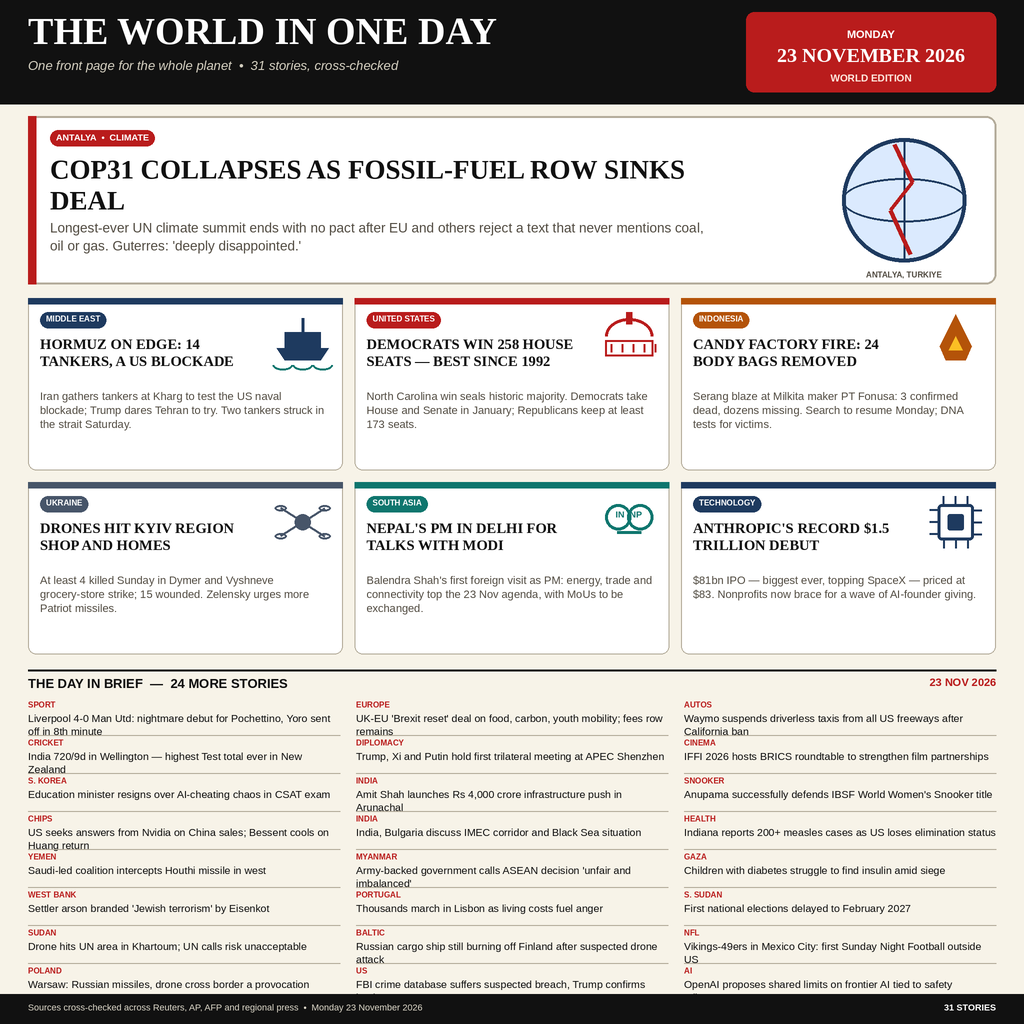 THE WORLD IN ONE DAY
One front page for the whole planet • 31 stories, cross-checked
MONDAY
23 NOVEMBER 2026
WORLD EDITION
ANTALYA • CLIMATE
COP31 COLLAPSES AS FOSSIL-FUEL ROW SINKS
DEAL
Longest-ever UN climate summit ends with no pact after EU and others reject a text that never mentions coal,
oil or gas. Guterres: 'deeply disappointed.'
ANTALYA, TURKIYE
MIDDLE EAST
HORMUZ ON EDGE: 14
TANKERS, A US BLOCKADE
Iran gathers tankers at Kharg to test the US naval
blockade; Trump dares Tehran to try. Two tankers struck in
the strait Saturday.
UNITED STATES
DEMOCRATS WIN 258 HOUSE
SEATS — BEST SINCE 1992
North Carolina win seals historic majority. Democrats take
House and Senate in January; Republicans keep at least
173 seats.
INDONESIA
CANDY FACTORY FIRE: 24
BODY BAGS REMOVED
Serang blaze at Milkita maker PT Fonusa: 3 confirmed
dead, dozens missing. Search to resume Monday; DNA
tests for victims.
UKRAINE
DRONES HIT KYIV REGION
SHOP AND HOMES
At least 4 killed Sunday in Dymer and Vyshneve
grocery-store strike; 15 wounded. Zelensky urges more
Patriot missiles.
SOUTH ASIA
IN NP
NEPAL'S PM IN DELHI FOR
TALKS WITH MODI
Balendra Shah's first foreign visit as PM: energy, trade and
connectivity top the 23 Nov agenda, with MoUs to be
exchanged.
TECHNOLOGY
ANTHROPIC'S RECORD $1.5
TRILLION DEBUT
$81bn IPO — biggest ever, topping SpaceX — priced at
$83. Nonprofits now brace for a wave of AI-founder giving.
THE DAY IN BRIEF — 24 MORE STORIES
23 NOV 2026
SPORT
Liverpool 4-0 Man Utd: nightmare debut for Pochettino, Yoro sent
off in 8th minute
CRICKET
India 720/9d in Wellington — highest Test total ever in New
Zealand
S. KOREA
Education minister resigns over AI-cheating chaos in CSAT exam
CHIPS
US seeks answers from Nvidia on China sales; Bessent cools on
Huang return
YEMEN
Saudi-led coalition intercepts Houthi missile in west
WEST BANK
Settler arson branded 'Jewish terrorism' by Eisenkot
SUDAN
Drone hits UN area in Khartoum; UN calls risk unacceptable
POLAND
Warsaw: Russian missiles, drone cross border a provocation
EUROPE
UK-EU 'Brexit reset' deal on food, carbon, youth mobility; fees row
remains
DIPLOMACY
Trump, Xi and Putin hold first trilateral meeting at APEC Shenzhen
INDIA
Amit Shah launches Rs 4,000 crore infrastructure push in
Arunachal
INDIA
India, Bulgaria discuss IMEC corridor and Black Sea situation
MYANMAR
Army-backed government calls ASEAN decision 'unfair and
imbalanced'
PORTUGAL
Thousands march in Lisbon as living costs fuel anger
BALTIC
Russian cargo ship still burning off Finland after suspected drone
attack
US
FBI crime database suffers suspected breach, Trump confirms
AUTOS
Waymo suspends driverless taxis from all US freeways after
California ban
CINEMA
IFFI 2026 hosts BRICS roundtable to strengthen film partnerships
SNOOKER
Anupama successfully defends IBSF World Women's Snooker title
HEALTH
Indiana reports 200+ measles cases as US loses elimination status
GAZA
Children with diabetes struggle to find insulin amid siege
S. SUDAN
First national elections delayed to February 2027
NFL
Vikings-49ers in Mexico City: first Sunday Night Football outside
US
AI
OpenAI proposes shared limits on frontier AI tied to safety
Sources cross-checked across Reuters, AP, AFP and regional press • Monday 23 November 2026
31 STORIES